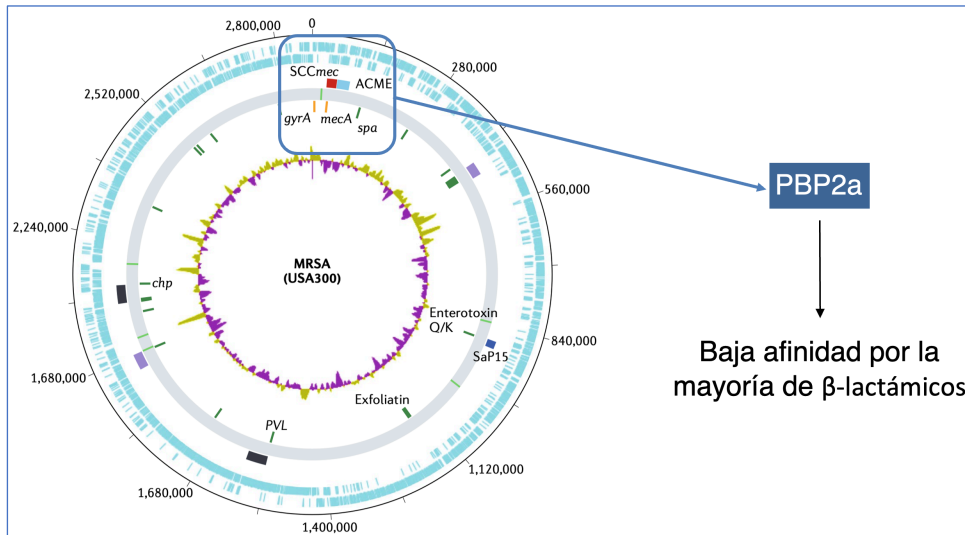 0
2,800,000
280,000
2,520,000
SCCmec
ACME
gyrA
mecA
spa
PBP2a
560,000
2,240,000
MRSA
(USA300)
chp
Enterotoxin
Q/K
SaP15
840,000
Baja afinidad por la
mayoría de β-lactámicos
1,680,000
Exfoliatin
PVL
1,120,000
1,680,000
1,400,000